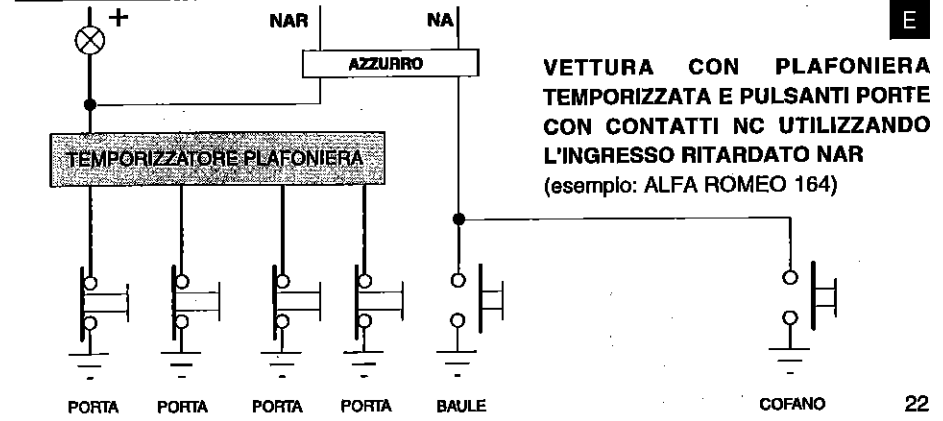 +
NAR
NA
E
AZZURRO
VETTURA CON PLAFONIERA
TEMPORIZZATA E PULSANTI PORTE
CON CONTATTI NC UTILIZZANDO
L'INGRESSO RITARDATO NAR
(esempio: ALFA ROMEO 164)
TEMPORIZZATORE PLAFONIERA
PORTA PORTA PORTA PORTA BAULE COFANO 22